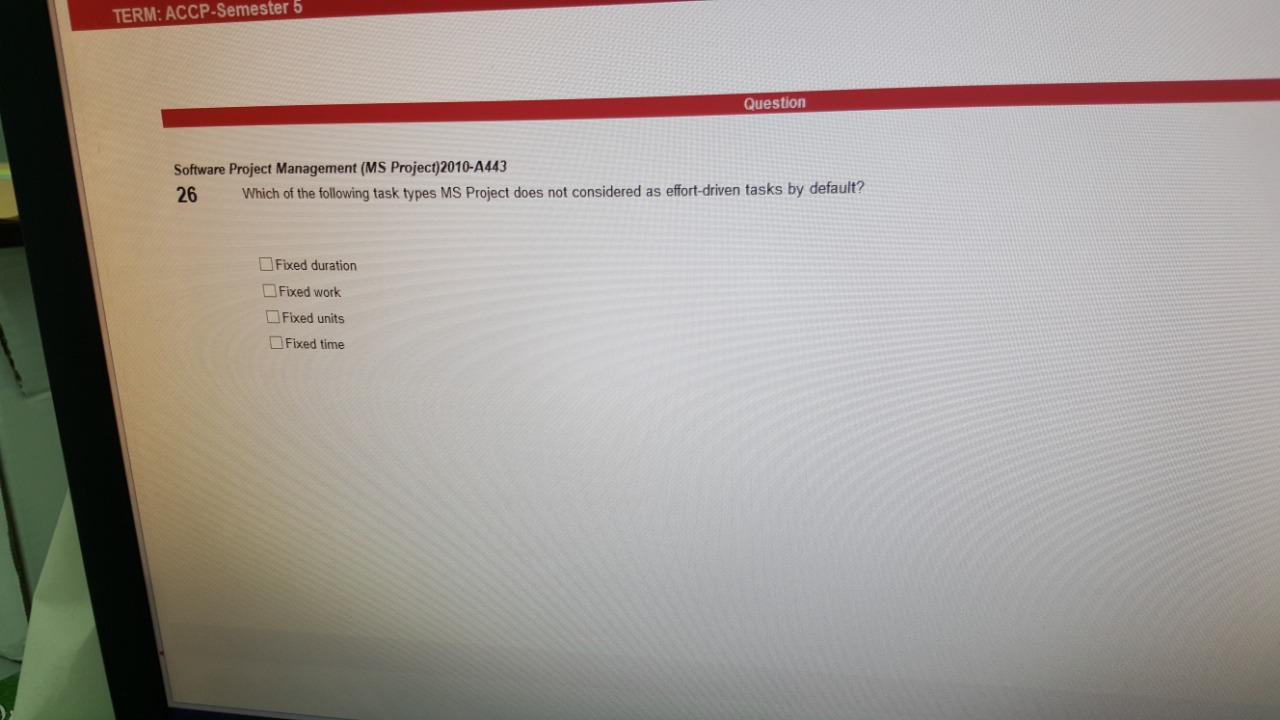 TERM: ACCP-Semester 5
Question
Software Project Management (MS Project)2010-A443
26 Which of the following task types MS Project does not considered as effort-driven tasks by default?
Fixed duration
Fixed work
Fixed units
Fixed time